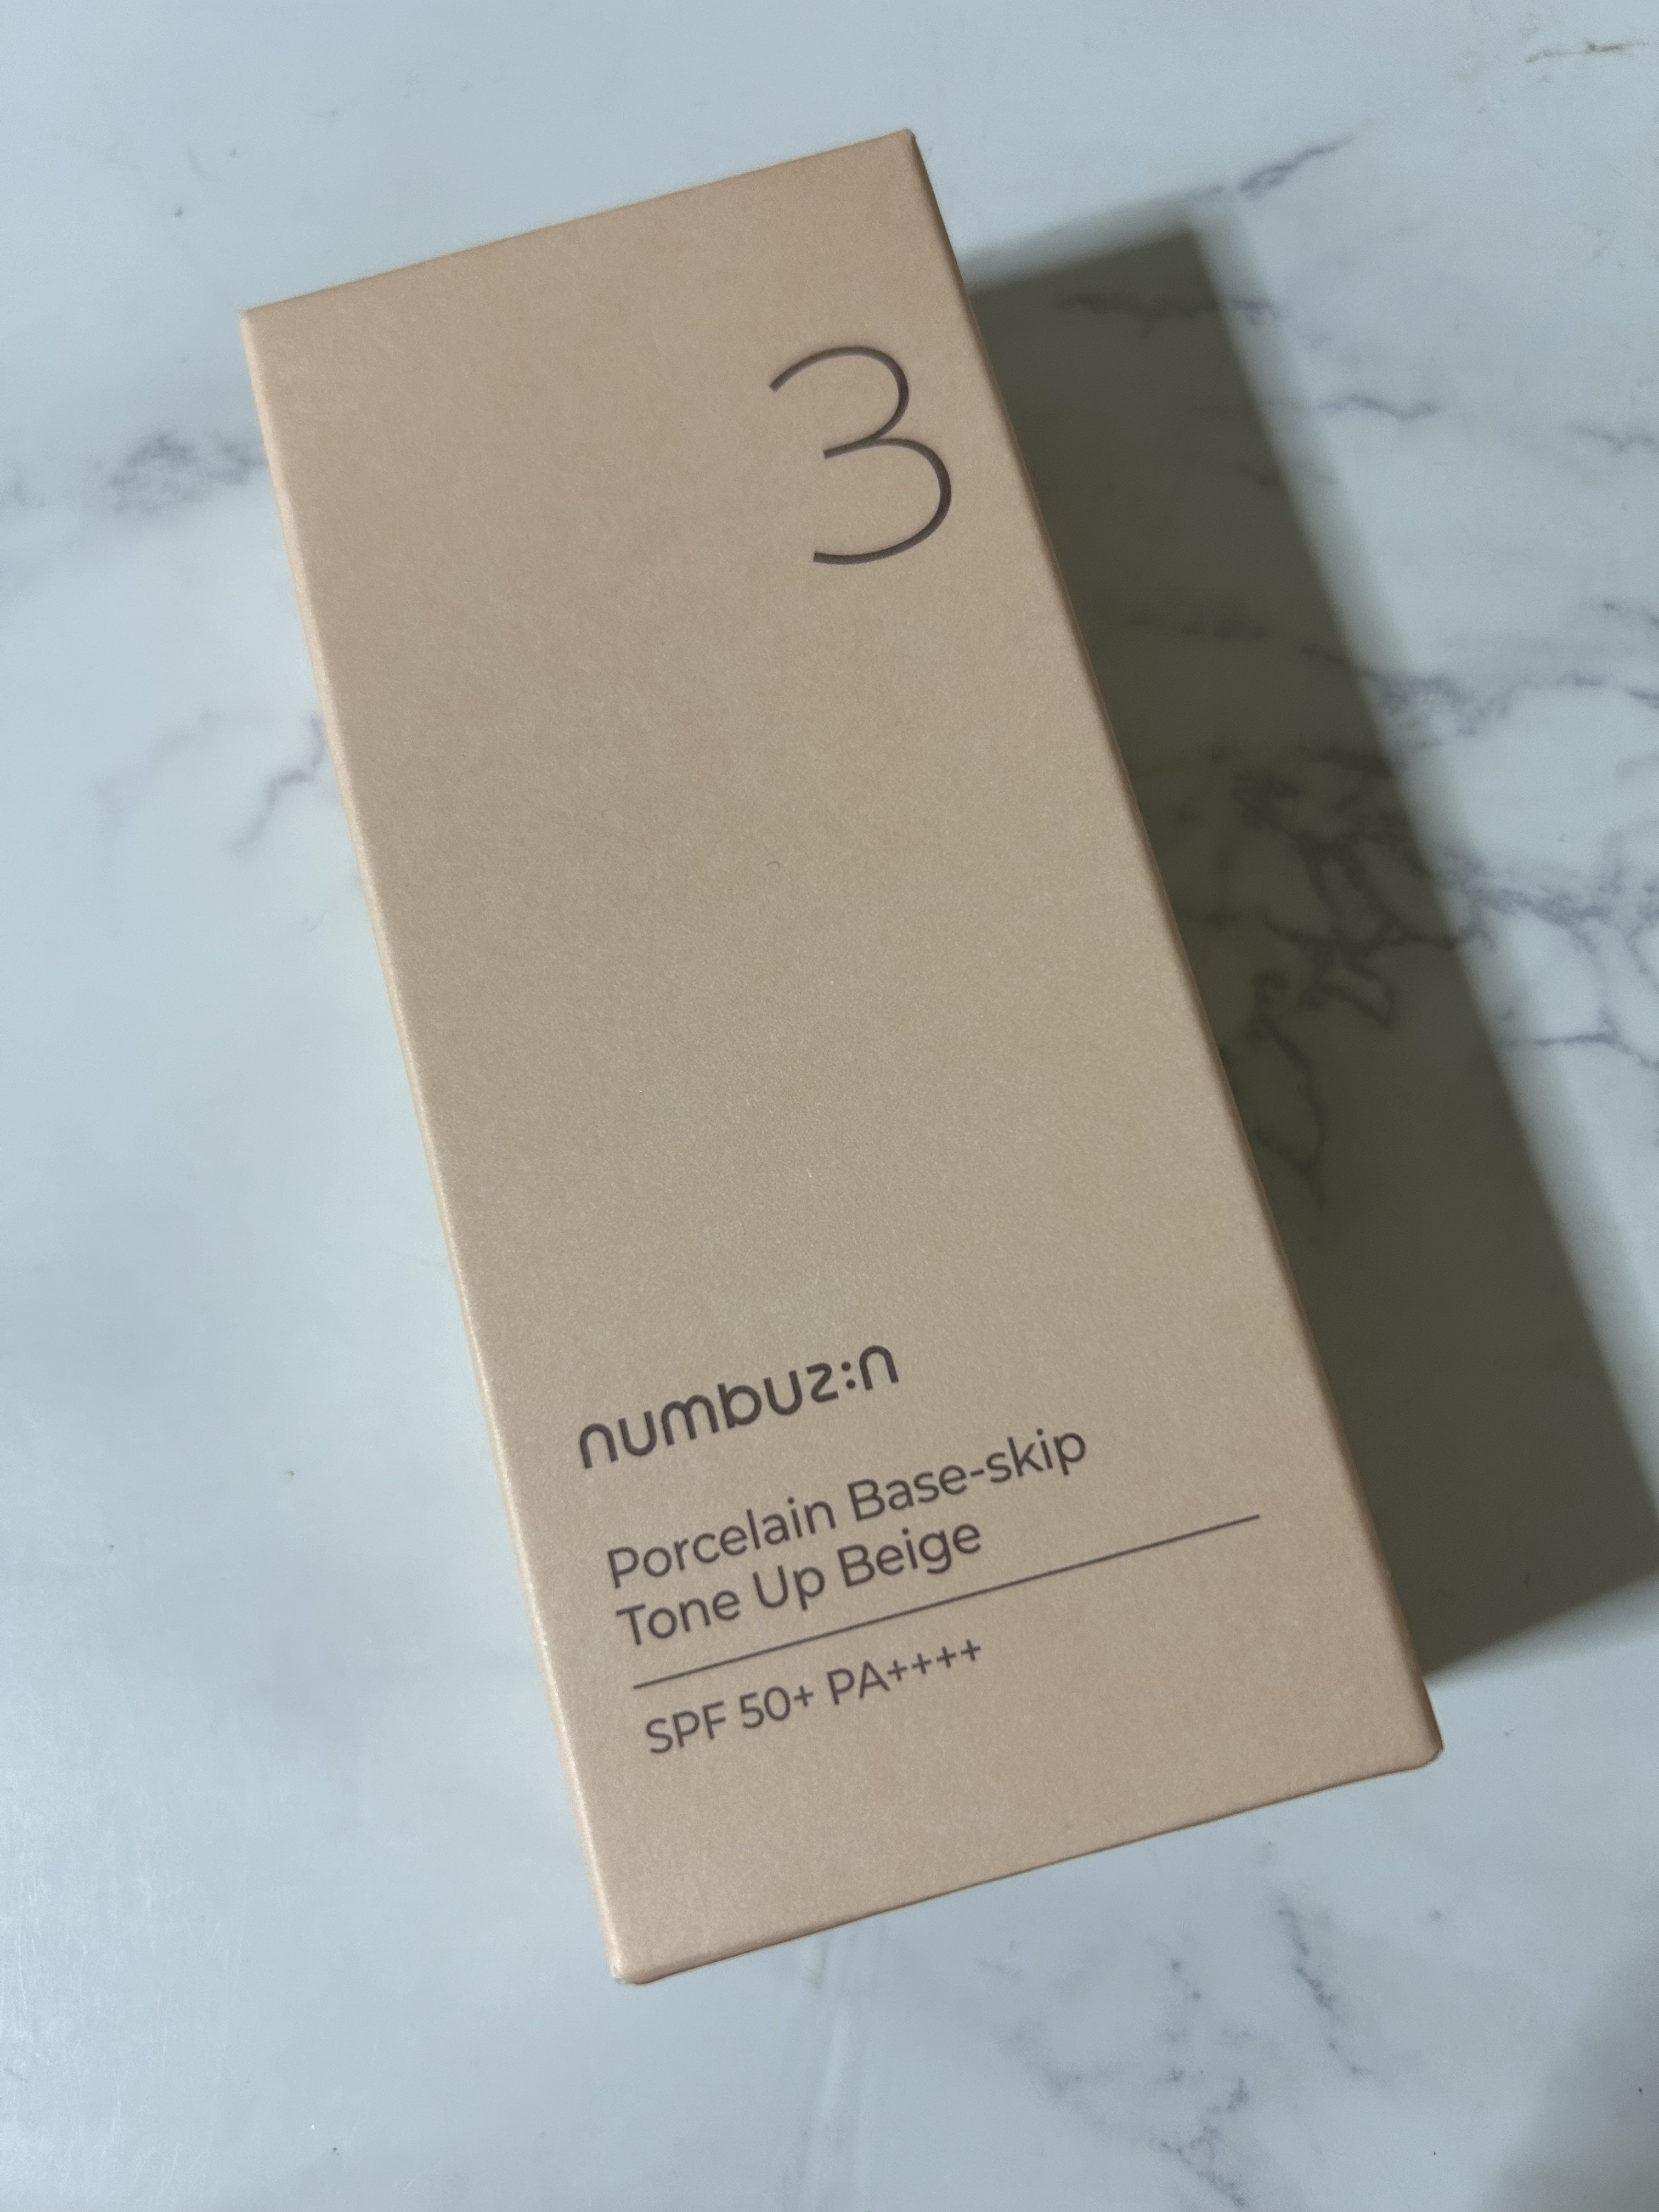 3
numbuz:n
Porcelain Base-skip
Tone Up Beige
SPF 50+ PA++++